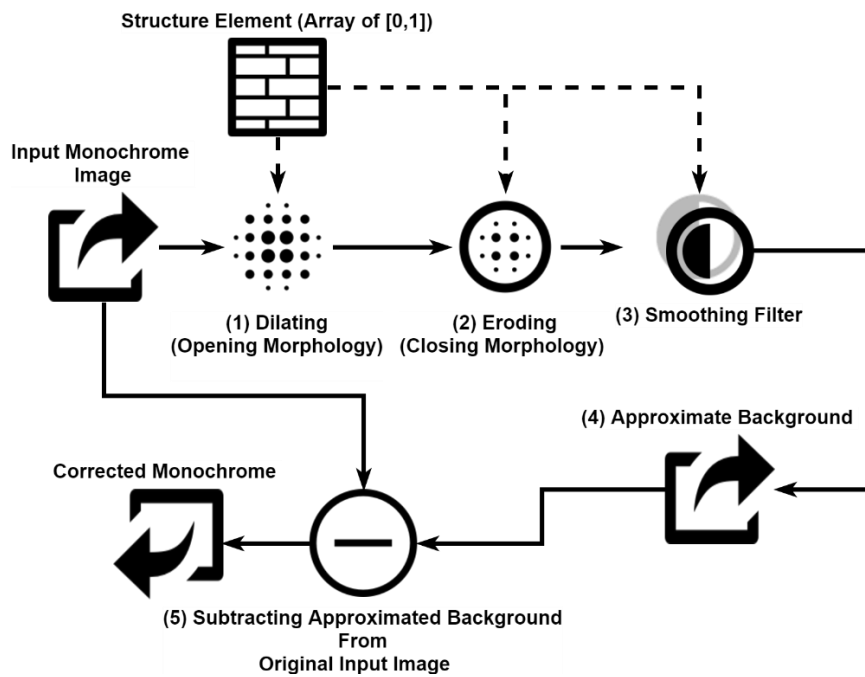 Structure Element (Array of [0,1])
Input Monochrome
Image
(1) Dilating
(Opening Morphology)
(2) Eroding
(Closing Morphology)
(3) Smoothing Filter
(4) Approximate Background
Corrected Monochrome
(5) Subtracting Approximated Background
From
Original Input Image